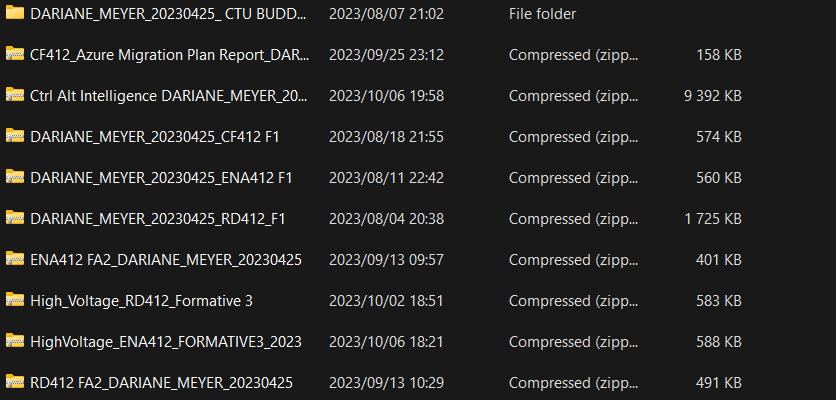 DARIANE_MEYER_20230425_ CTU BUDD... 2023/08/07 21:02 File folder
CF412_Azure Migration Plan Report_DAR... 2023/09/25 23:12 Compressed (zipp... 158 KB
Ctrl Alt Intelligence DARIANE_MEYER_20... 2023/10/06 19:58 Compressed (zipp... 9 392 KB
DARIANE_MEYER_20230425_CF412 F1 2023/08/18 21:55 Compressed (zipp... 574 KB
DARIANE_MEYER_20230425_ENA412 F1 2023/08/11 22:42 Compressed (zipp... 560 KB
DARIANE_MEYER_20230425_RD412_F1 2023/08/04 20:38 Compressed (zipp... 1 725 KB
ENA412 FA2_DARIANE_MEYER_20230425 2023/09/13 09:57 Compressed (zipp... 401 KB
High_Voltage_RD412_Formative 3 2023/10/02 18:51 Compressed (zipp... 583 KB
HighVoltage_ENA412_FORMATIVE3_2023 2023/10/06 18:21 Compressed (zipp... 588 KB
RD412 FA2_DARIANE_MEYER_20230425 2023/09/13 10:29 Compressed (zipp... 491 KB